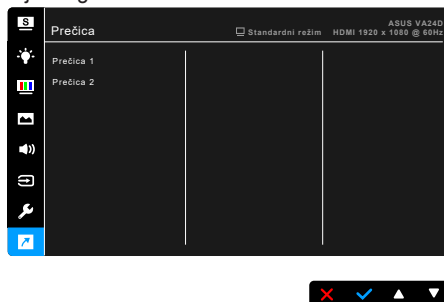 S
Prečica
ASUS VA24D
Standardni režim HDMI 1920 x 1080 @ 60Hz
Prečica 1
Prečica 2